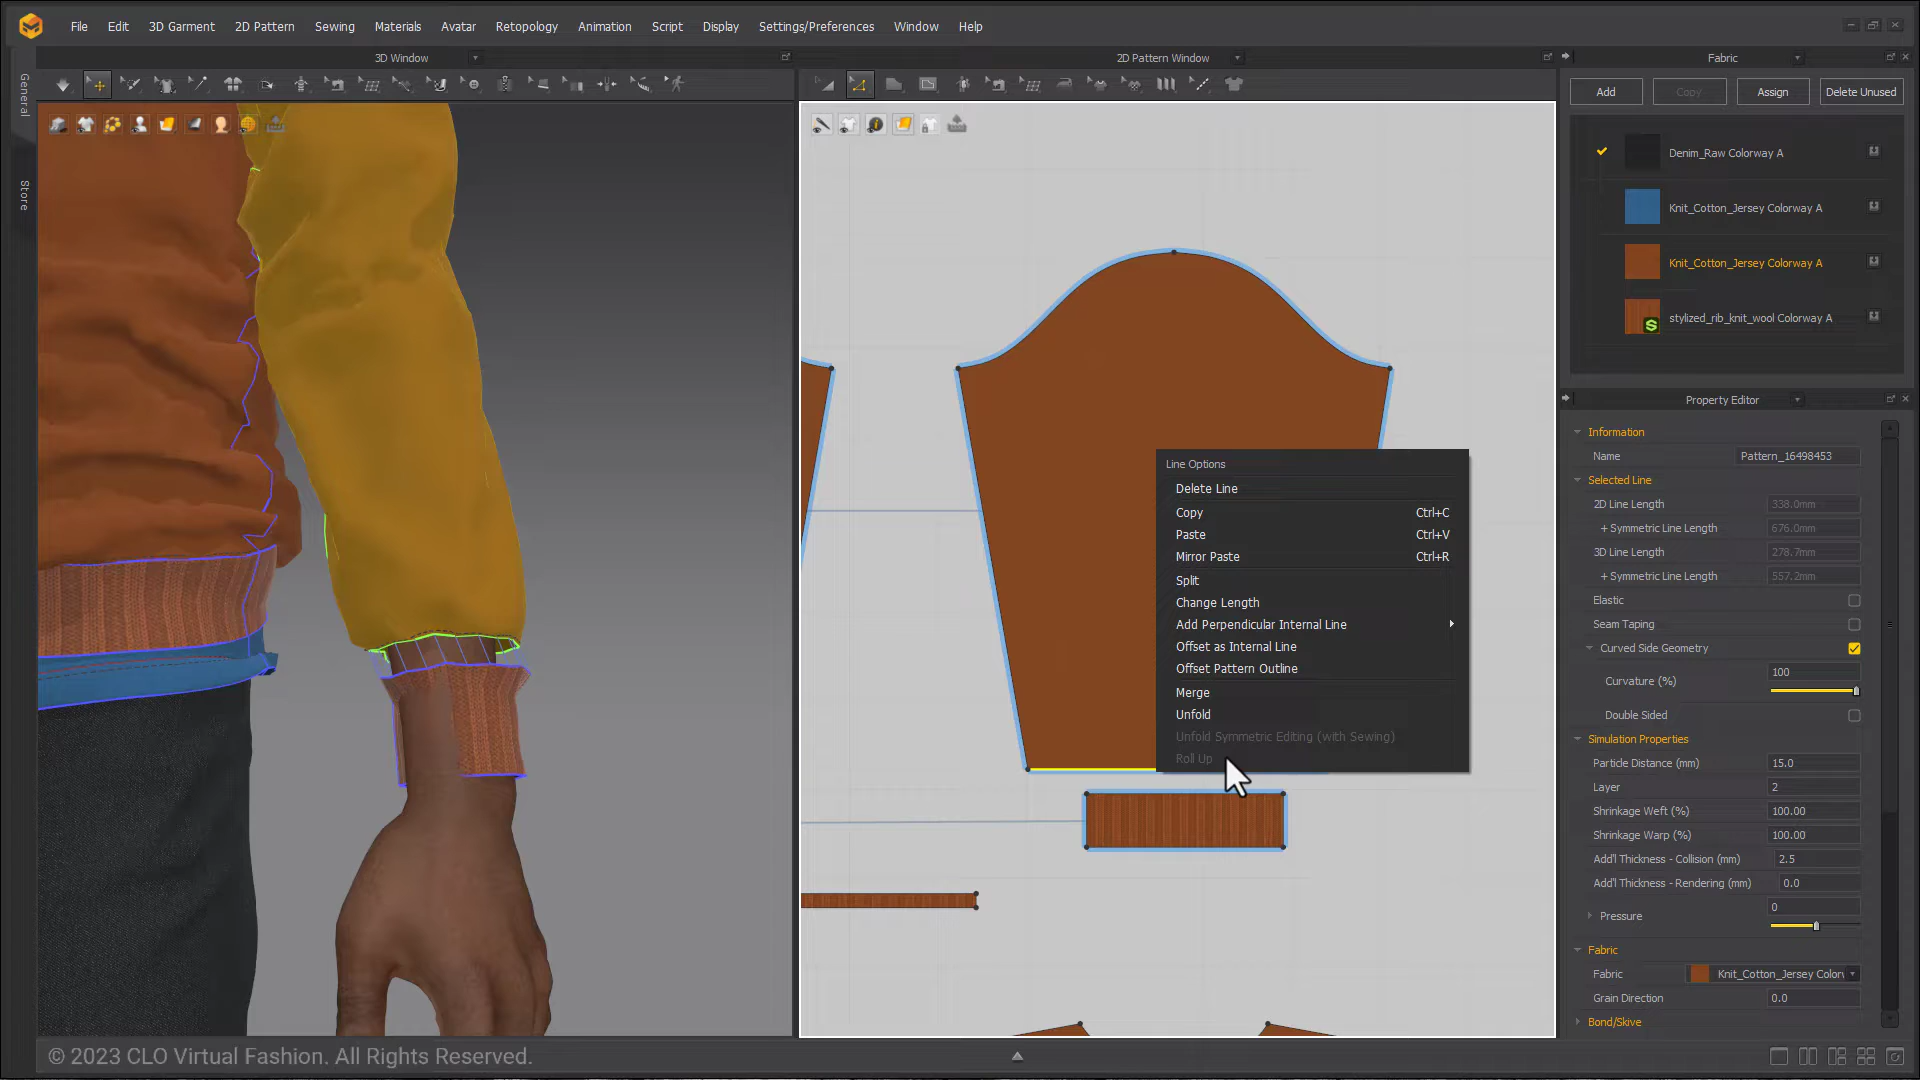 File Edit 3D Garment 2D Pattern Sewing Materials Avatar Retopology Animation Script Display Settings/Preferences Window Help
3D Window
2D Pattern Window
Fabric
General
Store
Add
Copy
Assign
Delete Unused
Denim_Raw Colorway A
Knit_Cotton_Jersey Colorway A
Knit_Cotton_Jersey Colorway A
stylized_rib_knit_wool Colorway A
Property Editor
Information
Name Pattern_16498453
Selected Line
2D Line Length 338.0mm
+ Symmetric Line Length 676.0mm
3D Line Length 278.7mm
+ Symmetric Line Length 557.2mm
Elastic
Seam Taping
Curved Side Geometry
Curvature (%) 100
Double Sided
Simulation Properties
Particle Distance (mm) 15.0
Layer 2
Shrinkage Weft (%) 100.00
Shrinkage Warp (%) 100.00
Add'l Thickness - Collision (mm) 2.5
Add'l Thickness - Rendering (mm) 0.0
Pressure 0
Fabric
Fabric Knit_Cotton_Jersey Colorv
Grain Direction 0.0
Bond/Skive
Line Options
Delete Line
Copy Ctrl+C
Paste Ctrl+V
Mirror Paste Ctrl+R
Split
Change Length
Add Perpendicular Internal Line
Offset as Internal Line
Offset Pattern Outline
Merge
Unfold
Unfold Symmetric Editing (with Sewing)
Roll Up
© 2023 CLO Virtual Fashion. All Rights Reserved.